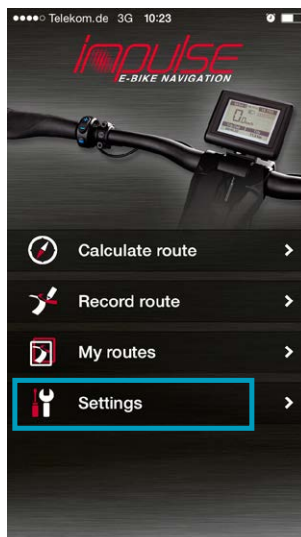 Telekom.de 3G 10:23
impulse
E-BIKE NAVIGATION
Calculate route
Record route
My routes
Settings